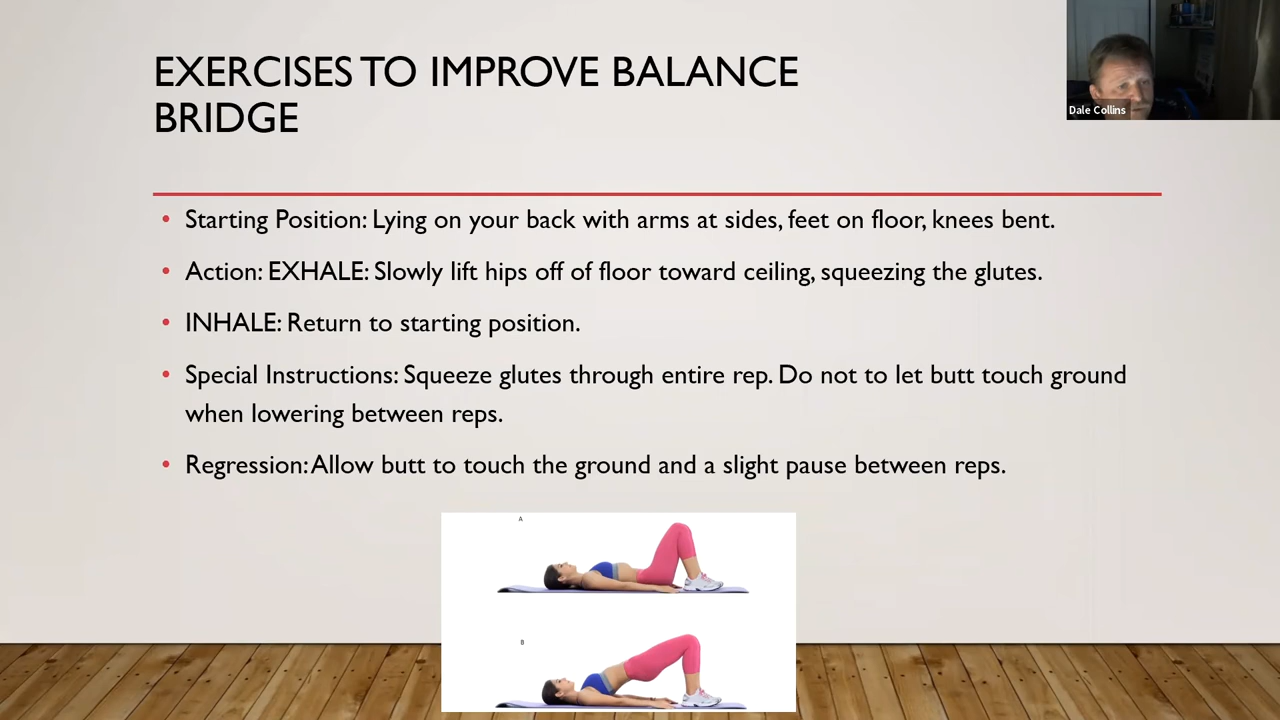 EXERCISES TO IMPROVE BALANCE
BRIDGE
Dale Collins
• Starting Position: Lying on your back with arms at sides, feet on floor, knees bent.
• Action: EXHALE: Slowly lift hips off of floor toward ceiling, squeezing the glutes.
• INHALE: Return to starting position.
• Special Instructions: Squeeze glutes through entire rep. Do not to let butt touch ground
when lowering between reps.
• Regression: Allow butt to touch the ground and a slight pause between reps.
A
B